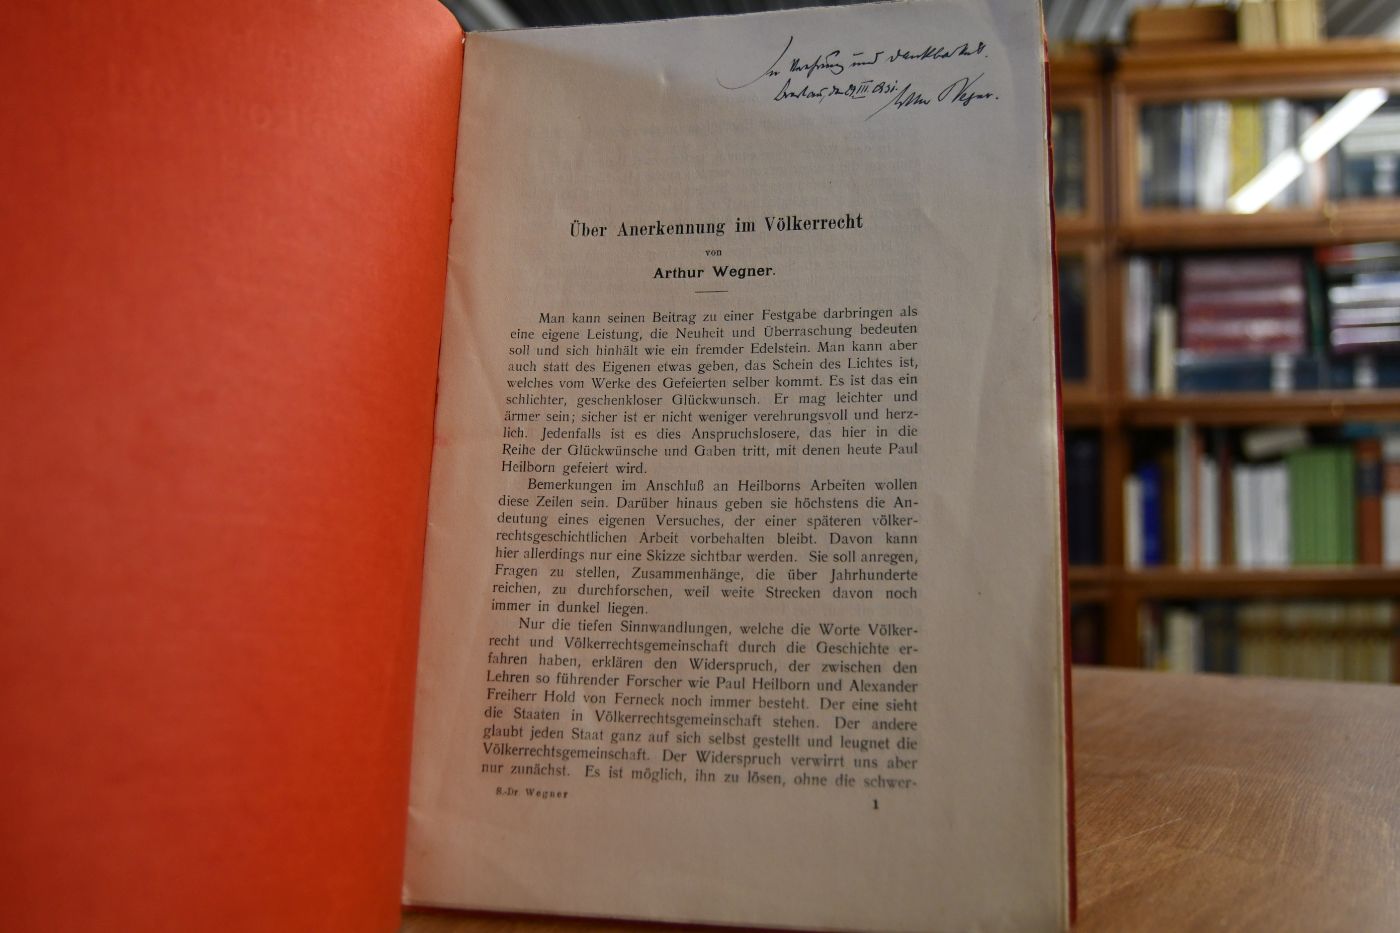 In Verehrung und Dankbarkeit.
Breslau, den 29. III. 1931. Arthur Wegner.
Über Anerkennung im Völkerrecht
von
Arthur Wegner.
Man kann seinen Beitrag zu einer Festgabe darbringen als
eine eigene Leistung, die Neuheit und Überraschung bedeuten
soll und sich hinhält wie ein fremder Edelstein. Man kann aber
auch statt des Eigenen etwas geben, das Schein des Lichtes ist,
welches vom Werke des Gefeierten selber kommt. Es ist das ein
schlichter, geschenkloser Glückwunsch. Er mag leichter und
ärmer sein; sicher ist er nicht weniger verehrungsvoll und herz-
lich. Jedenfalls ist es dies Anspruchslosere, das hier in die
Reihe der Glückwünsche und Gaben tritt, mit denen heute Paul
Heilborn gefeiert wird.
Bemerkungen im Anschluß an Heilborns Arbeiten wollen
diese Zeilen sein. Darüber hinaus geben sie höchstens die An-
deutung eines eigenen Versuches, der einer späteren völker-
rechtsgeschichtlichen Arbeit vorbehalten bleibt. Davon kann
hier allerdings nur eine Skizze sichtbar werden. Sie soll anregen,
Fragen zu stellen, Zusammenhänge, die über Jahrhunderte
reichen, zu durchforschen, weil weite Strecken davon noch
immer in dunkel liegen.
Nur die tiefen Sinnwandlungen, welche die Worte Völker-
recht und Völkerrechtsgemeinschaft durch die Geschichte er-
fahren haben, erklären den Widerspruch, der zwischen den
Lehren so führender Forscher wie Paul Heilborn und Alexander
Freiherr Hold von Ferneck noch immer besteht. Der eine sieht
die Staaten in Völkerrechtsgemeinschaft stehen. Der andere
glaubt jeden Staat ganz auf sich selbst gestellt und leugnet die
Völkerrechtsgemeinschaft. Der Widerspruch verwirrt uns aber
nur zunächst. Es ist möglich, ihn zu lösen, ohne die schwer-
S.-Dr. Wegner 1